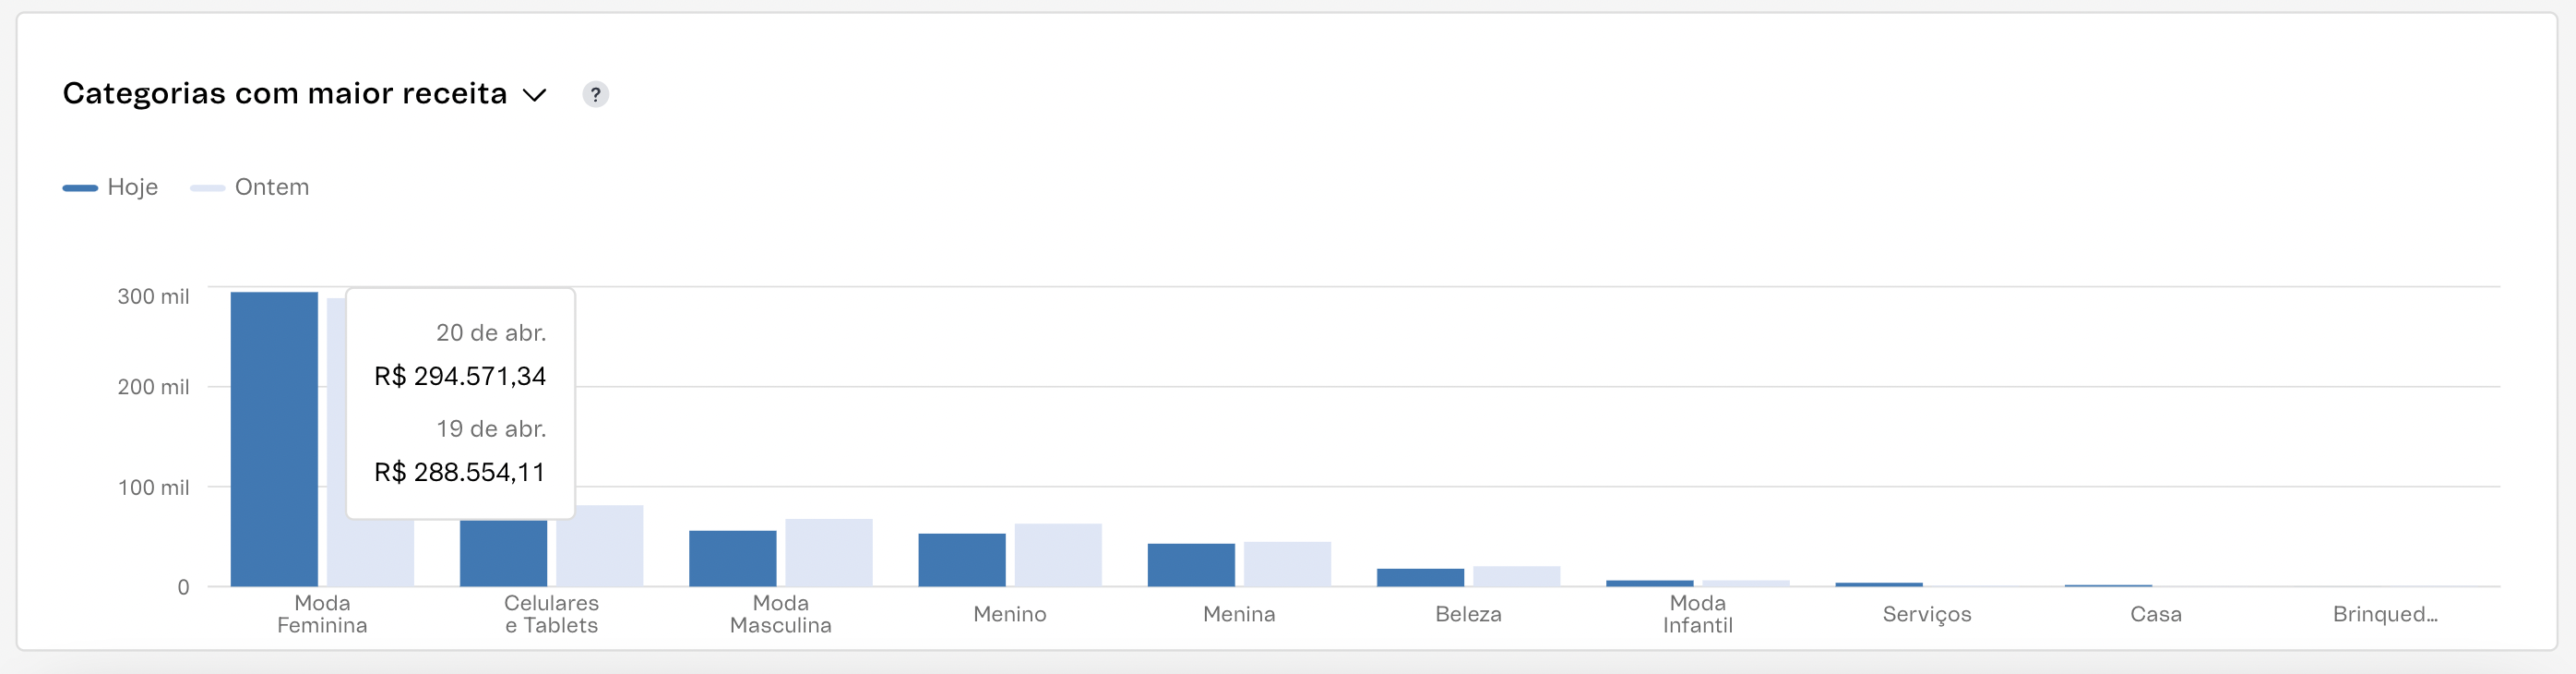 Categorias com maior receita
?
Hoje
Ontem
300 mil
200 mil
100 mil
0
20 de abr.
R$ 294.571,34
19 de abr.
R$ 288.554,11
Moda
Feminina
Celulares
e Tablets
Moda
Masculina
Menino
Menina
Beleza
Moda
Infantil
Serviços
Casa
Brinqued...